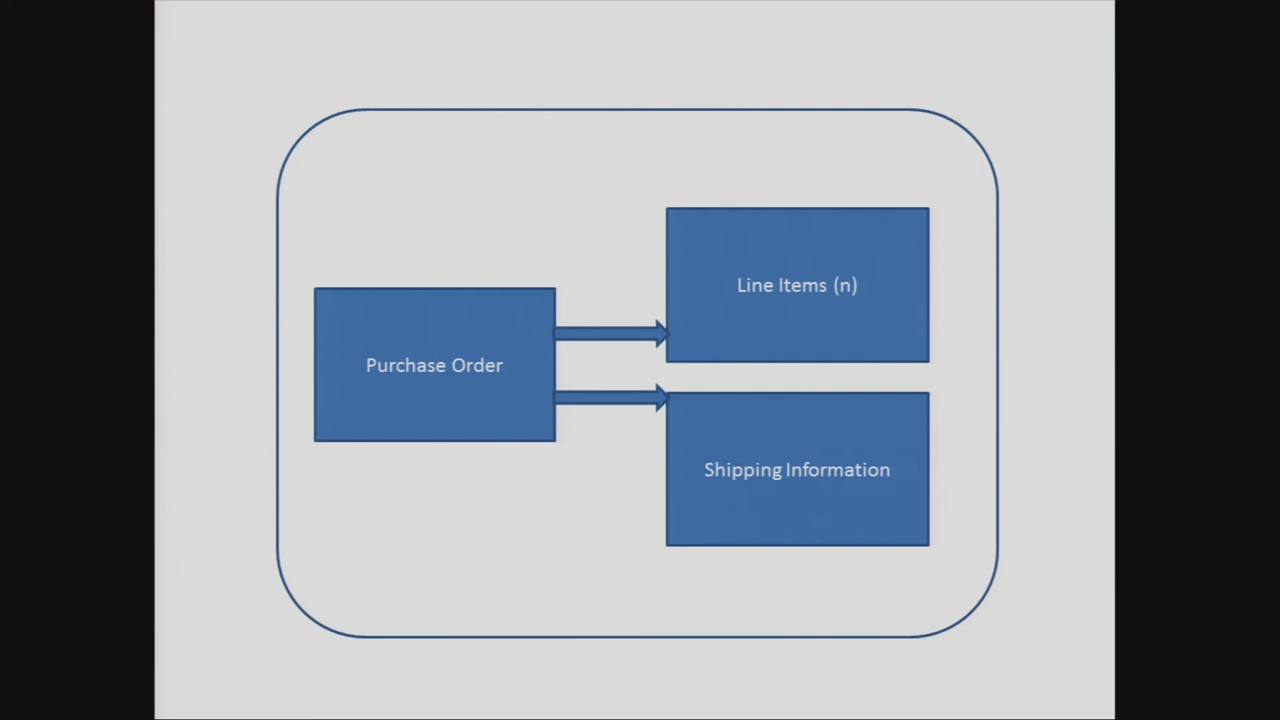 Line Items (n)
Purchase Order
Shipping Information